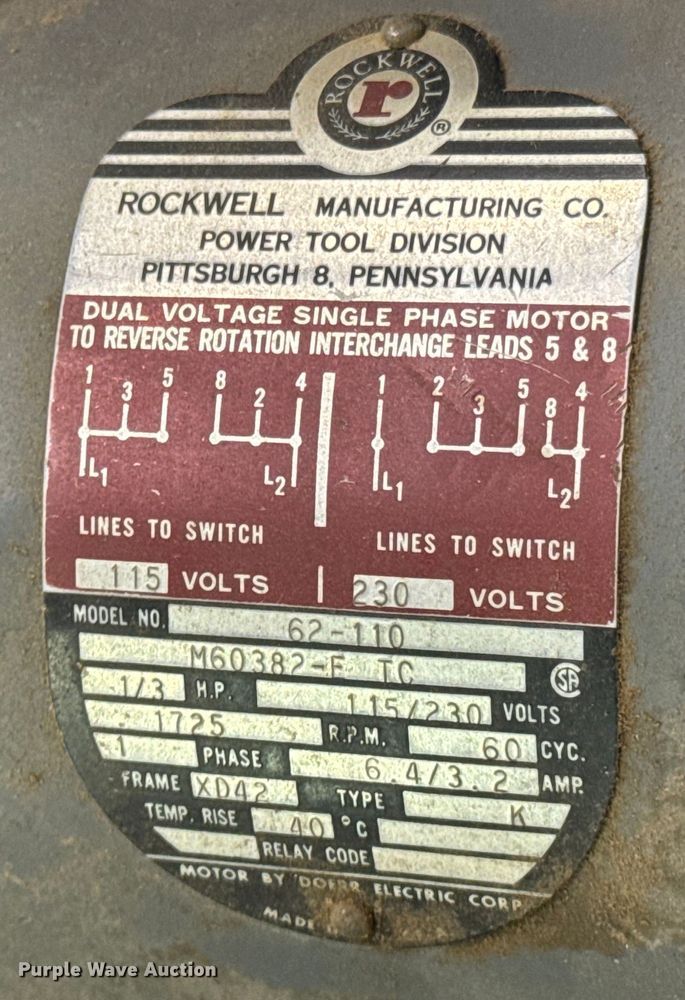 ROCKWELL
r
®
ROCKWELL MANUFACTURING CO.
POWER TOOL DIVISION
PITTSBURGH 8, PENNSYLVANIA
DUAL VOLTAGE SINGLE PHASE MOTOR
TO REVERSE ROTATION INTERCHANGE LEADS 5 & 8
1 3 5 8 2 4 1 2 3 5 8 4
L1 L2 L1 L2
LINES TO SWITCH LINES TO SWITCH
115 VOLTS 230 VOLTS
MODEL NO. 62-110
M60382-F TC
SA
1/3 H.P. 115/230 VOLTS
1725 R.P.M. 60 CYC.
1 PHASE 6.4/3.2 AMP.
FRAME XD42 TYPE K
TEMP. RISE 40 °C
RELAY CODE
MOTOR BY DOERR ELECTRIC CORP
MADE
Purple Wave Auction